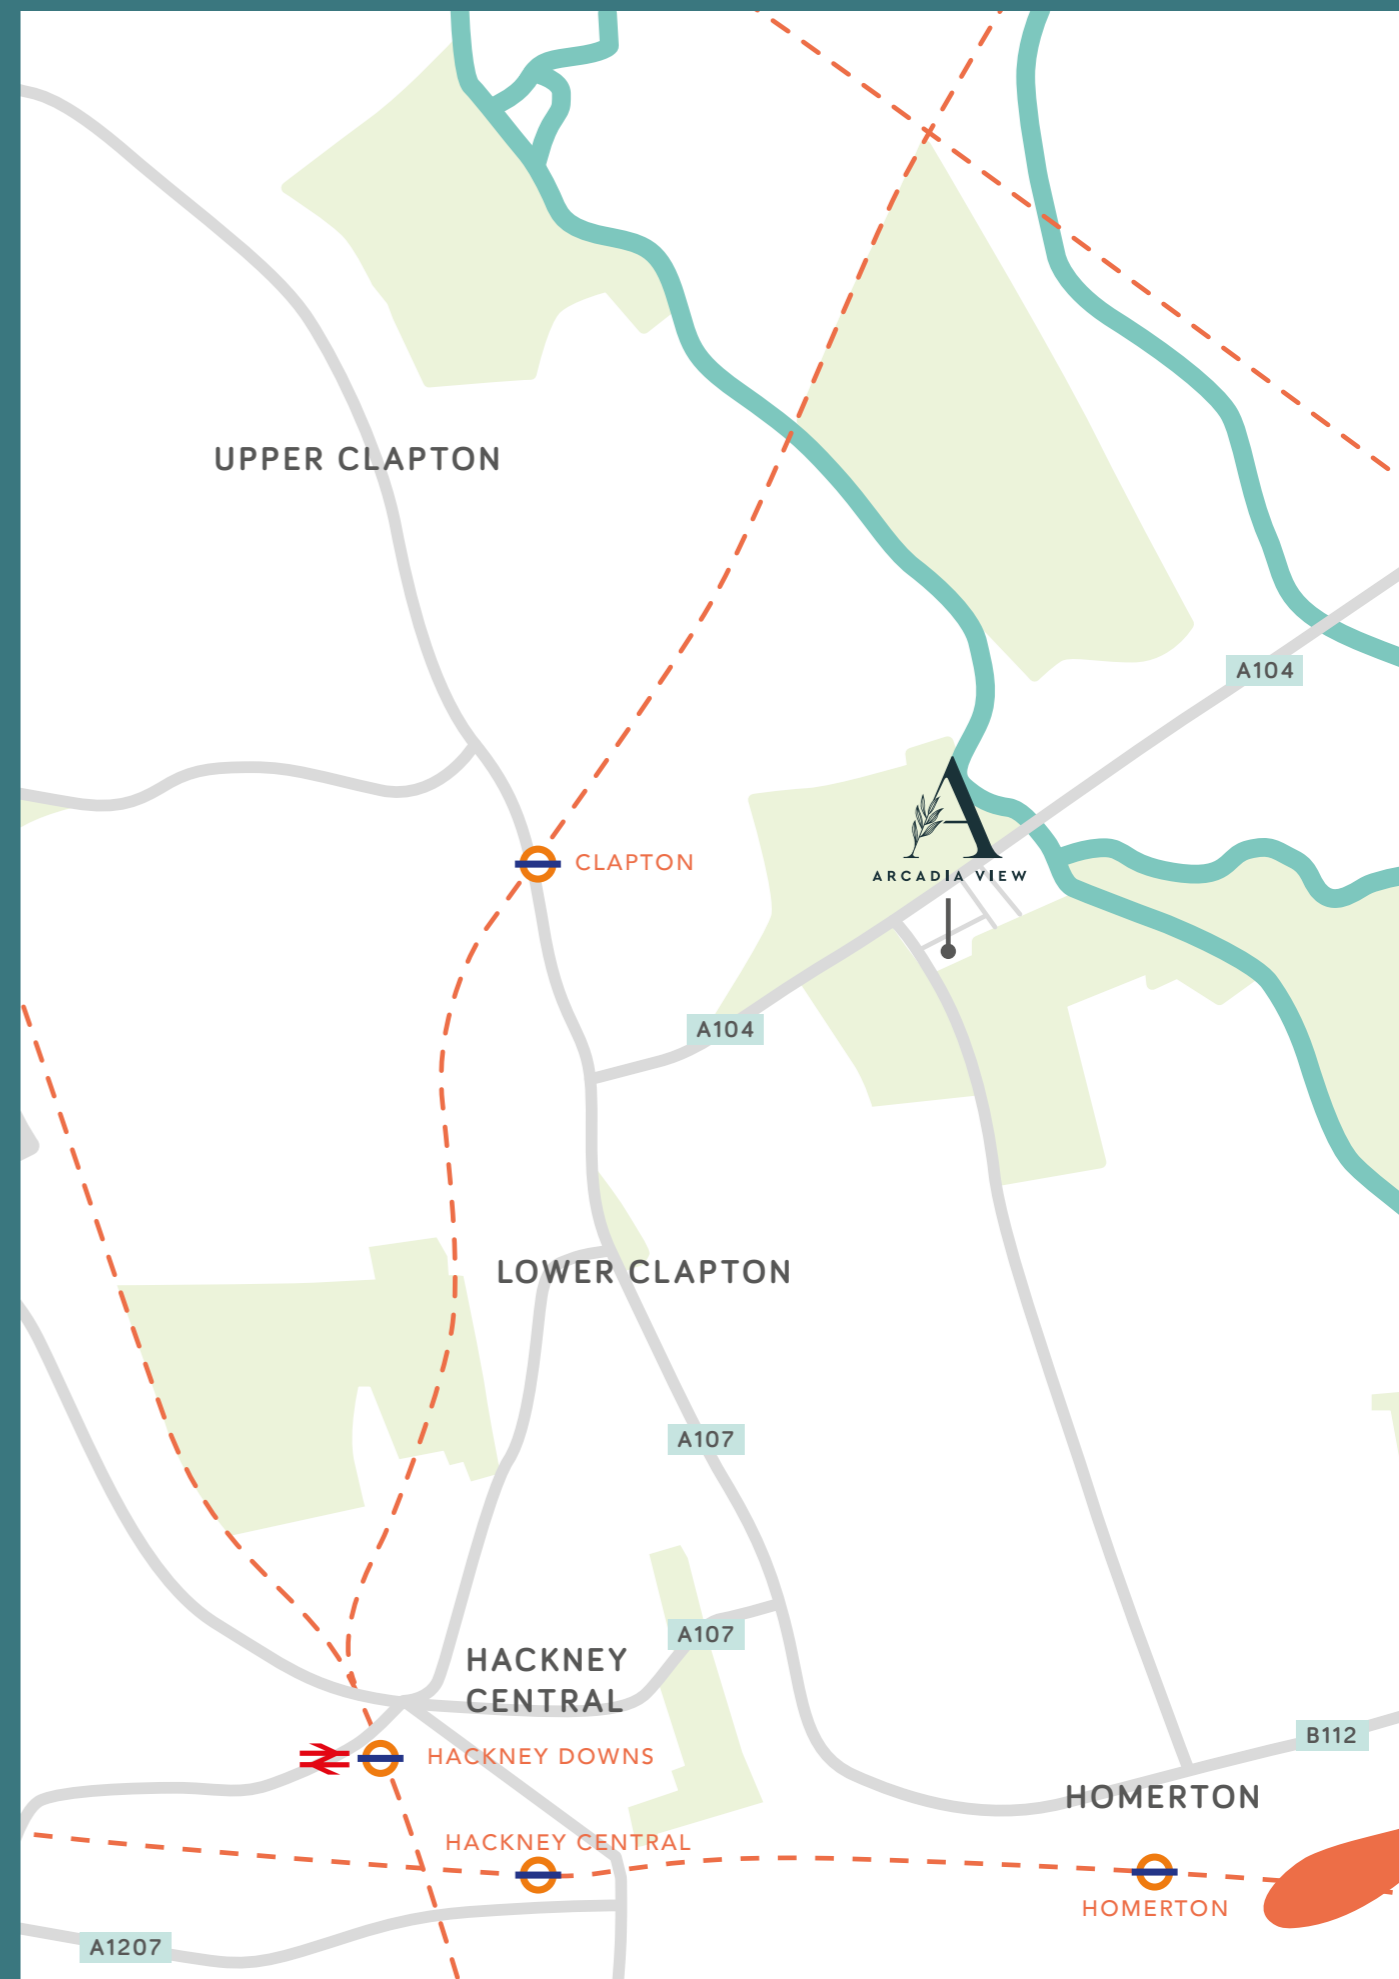 UPPER CLAPTON
A104
A
ARCADIA VIEW
CLAPTON
A104
LOWER CLAPTON
A107
A107
HACKNEY
CENTRAL
B112
HACKNEY DOWNS
HOMERTON
HACKNEY CENTRAL
HOMERTON
A1207